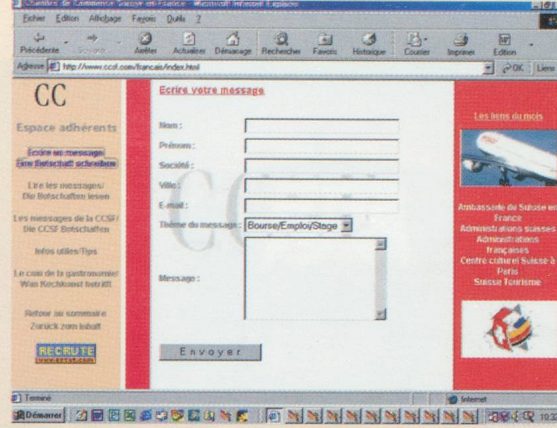 Chambre de Commerce Suisse en France - Microsoft Internet Explorer
Fichier Edition Affichage Favoris Outils ?
Précédente Suivante Arrêter Actualiser Démarrage Rechercher Favoris Historique Courrier Imprimer Edition
Adresse http://www.ccsf.com/francais/index.html OK Liens
CC
Espace adhérents
Ecrire un message/
Eine Botschaft schreiben
Lire les messages/
Die Botschaften lesen
Les messages de la CCSF/
Die CCSF Botschaften
Infos utiles/Tips
Le coin de la gastronomie/
Was Kochkunst betrifft
Retour au sommaire
Zurück zum Inhalt
RECRUTE
Ecrire votre message
Nom :
Prénom :
Société :
Ville :
E-mail :
Thème du message : Bourse/Emploi/Stage
Message :
Envoyer
CC
Les liens du mois
Ambassade de Suisse en
France
Administrations suisses
Administrations
françaises
Centre culturel Suisse à
Paris
Suisse Tourisme
Terminé
Internet
Démarrer
10:32